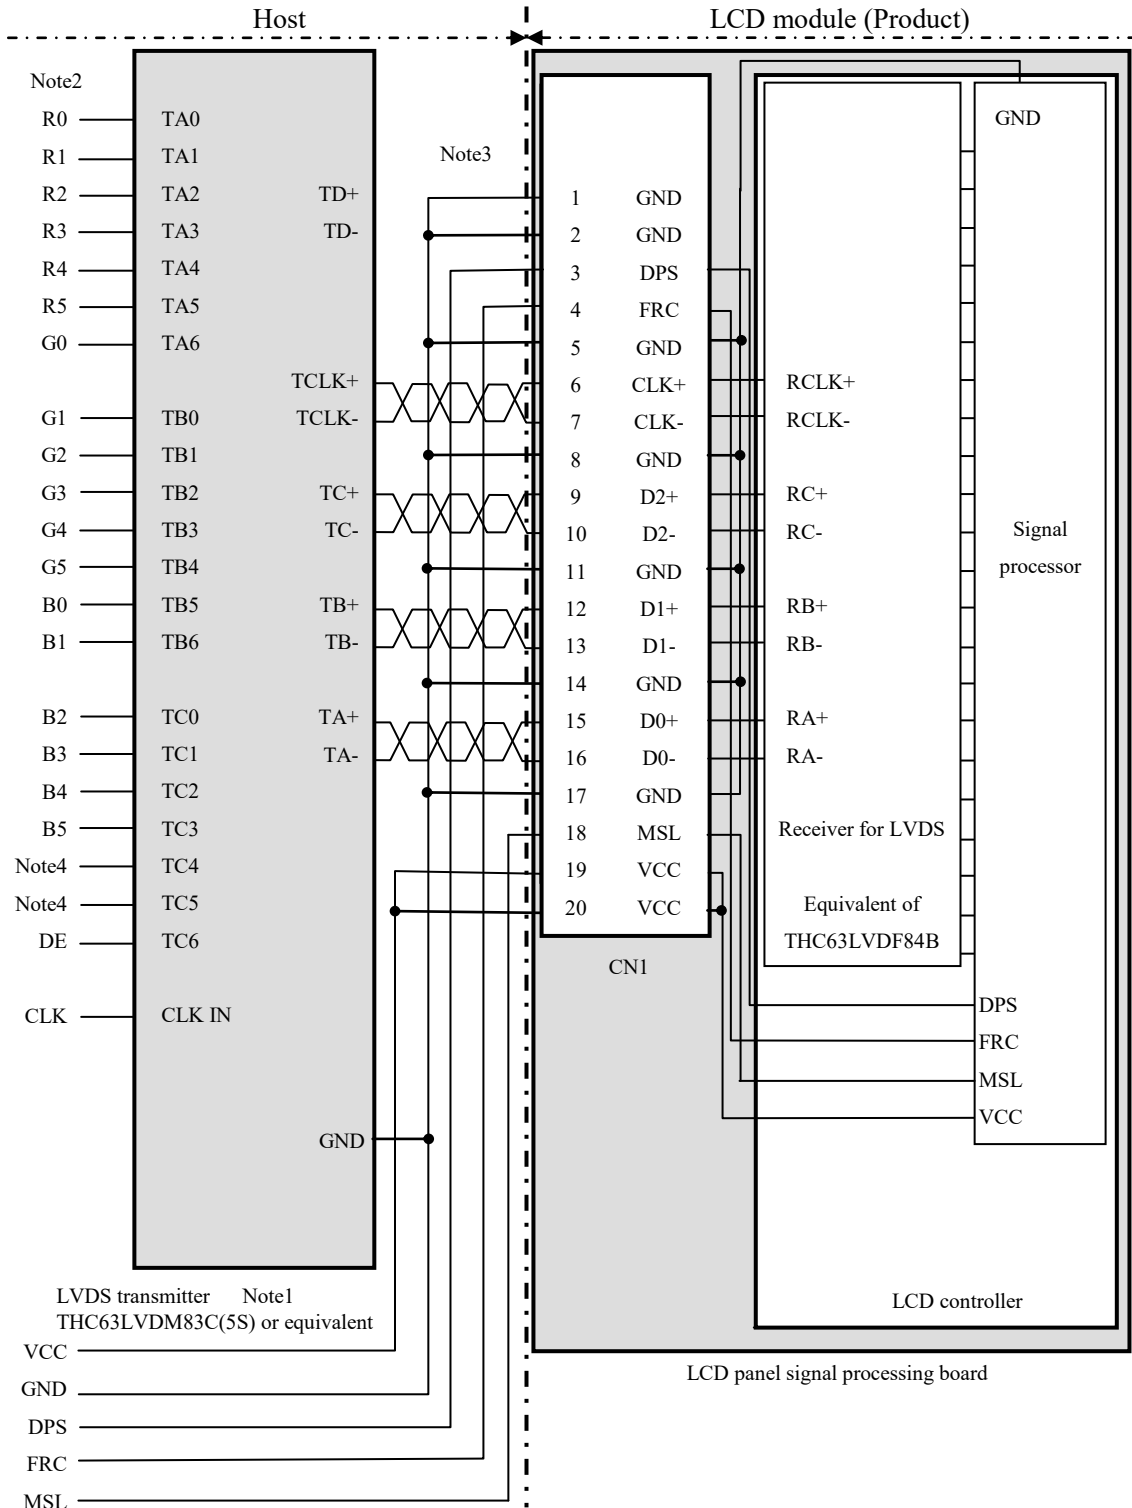 Host
LCD module (Product)
Note2
R0 TA0
R1 TA1
R2 TA2 TD+
R3 TA3 TD-
R4 TA4
R5 TA5
G0 TA6
TCLK+
G1 TB0 TCLK-
G2 TB1
G3 TB2 TC+
G4 TB3 TC-
G5 TB4
B0 TB5 TB+
B1 TB6 TB-
B2 TC0 TA+
B3 TC1 TA-
B4 TC2
B5 TC3
Note4 TC4
Note4 TC5
DE TC6
CLK CLK IN
GND
LVDS transmitter Note1
THC63LVDM83C(5S) or equivalent
VCC
GND
DPS
FRC
MSL
Note3
1 GND
2 GND
3 DPS
4 FRC
5 GND
6 CLK+
7 CLK-
8 GND
9 D2+
10 D2-
11 GND
12 D1+
13 D1-
14 GND
15 D0+
16 D0-
17 GND
18 MSL
19 VCC
20 VCC
CN1
RCLK+
RCLK-
RC+
RC-
RB+
RB-
RA+
RA-
Receiver for LVDS
Equivalent of
THC63LVDF84B
GND
Signal
processor
DPS
FRC
MSL
VCC
LCD controller
LCD panel signal processing board